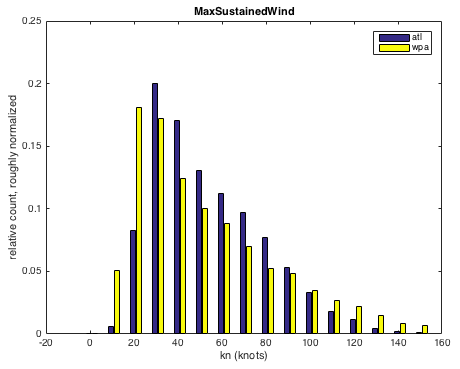 MaxSustainedWind
0.25
0.2
0.15
0.1
0.05
0
relative count, roughly normalized
atl
wpa
-20 0 20 40 60 80 100 120 140 160
kn (knots)